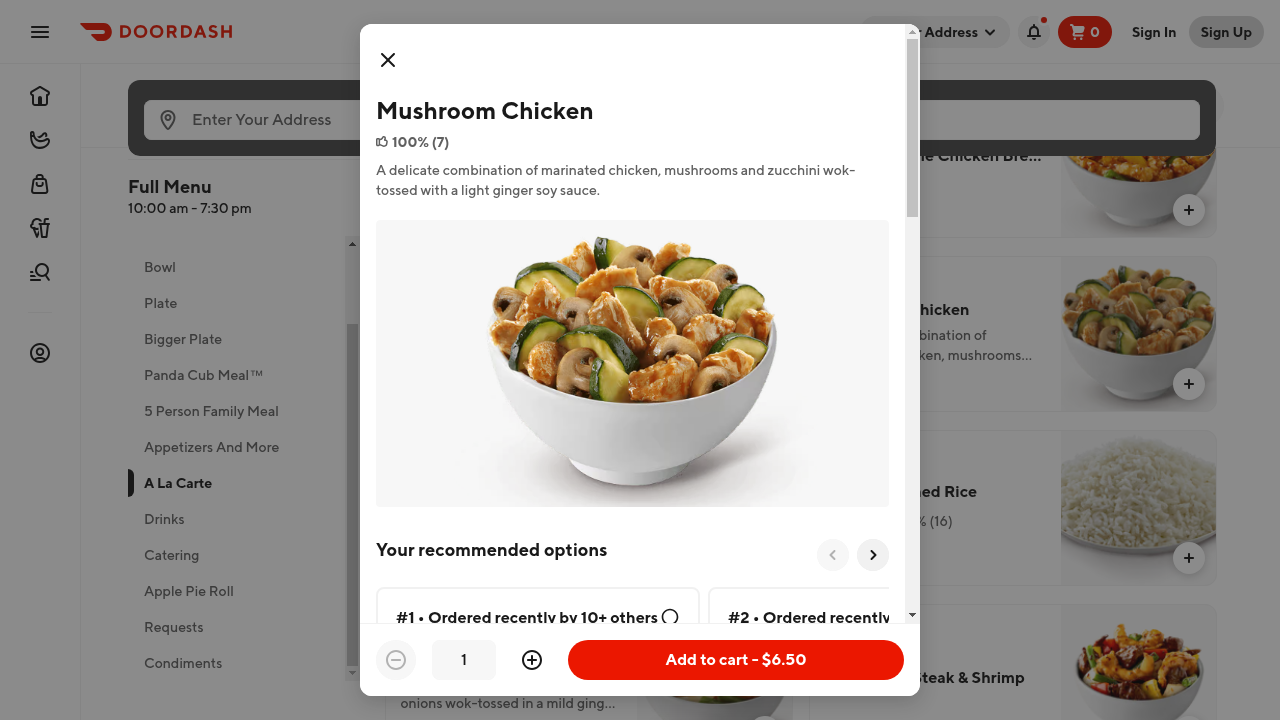 DOORDASH
Address
0
Sign In
Sign Up
Enter Your Address
Full Menu
10:00 am - 7:30 pm
Bowl
Plate
Bigger Plate
Panda Cub Meal™
5 Person Family Meal
Appetizers And More
A La Carte
Drinks
Catering
Apple Pie Roll
Requests
Condiments
Mushroom Chicken
100% (7)
A delicate combination of marinated chicken, mushrooms and zucchini wok-
tossed with a light ginger soy sauce.
Your recommended options
#1 • Ordered recently by 10+ others
#2 • Ordered recently
1
Add to cart - $6.50
Chicken Bre...
hicken
bination of
ken, mushrooms...
ed Rice
% (16)
Steak & Shrimp
onions wok-tossed in a mild ging...